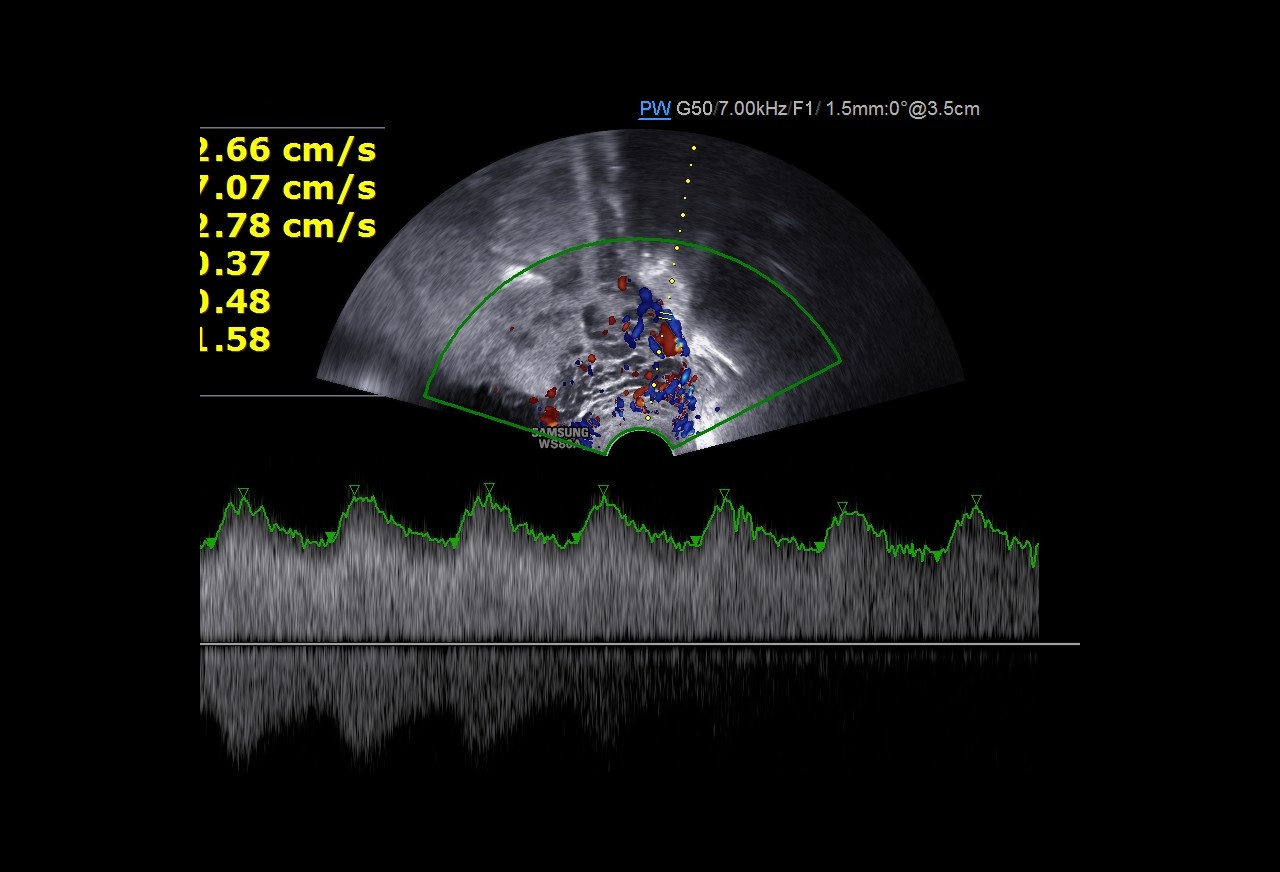 PW G50/7.00kHz/F1/ 1.5mm:0°@3.5cm
2.66 cm/s
7.07 cm/s
2.78 cm/s
0.37
0.48
1.58
SAMSUNG
WS80A